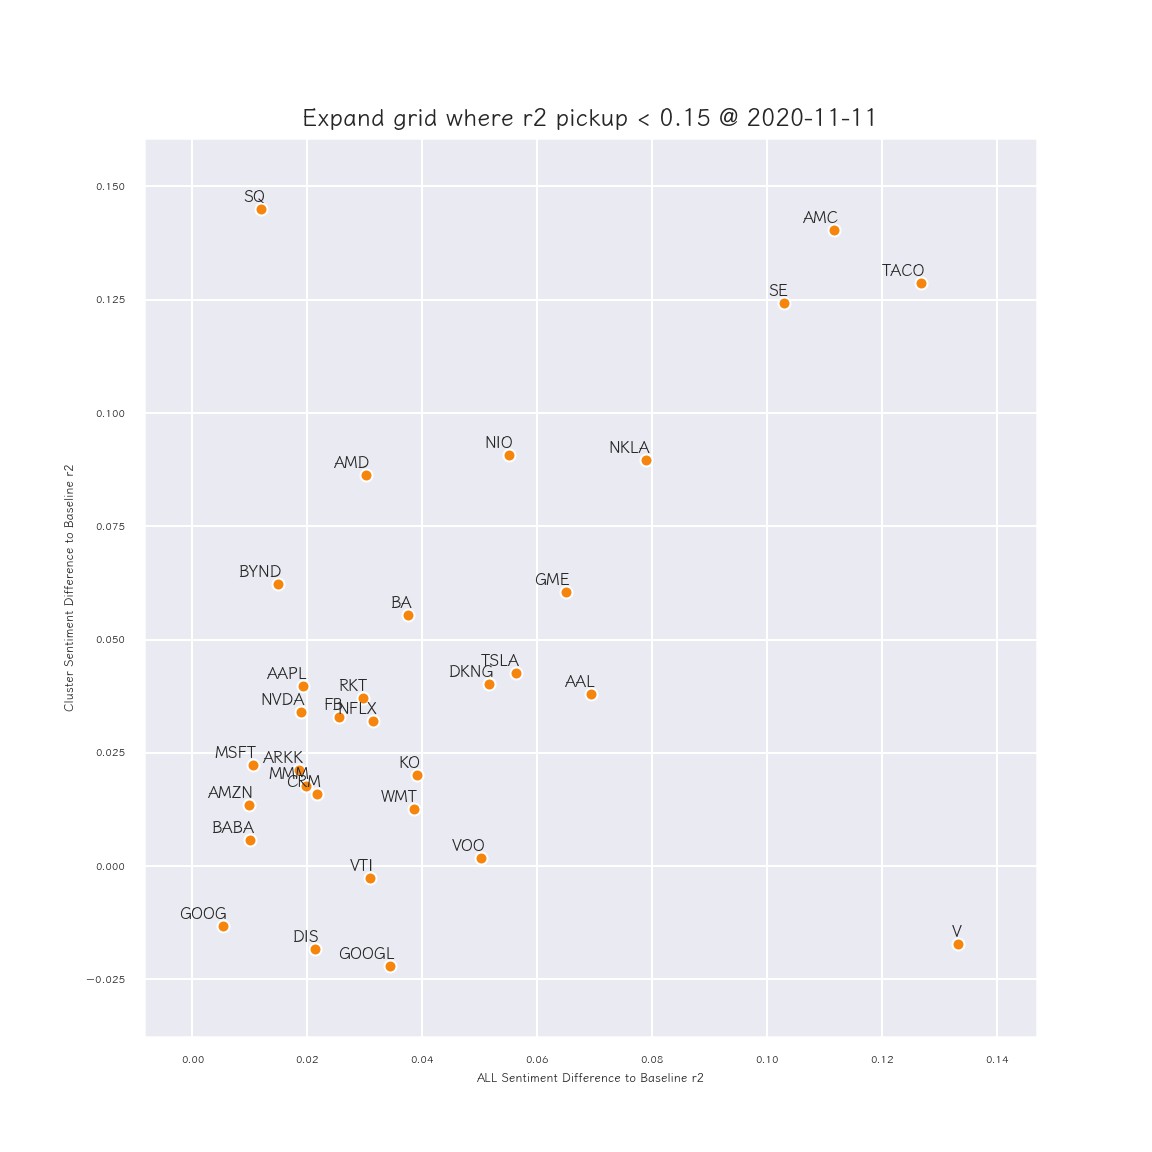 Expand grid where r2 pickup < 0.15 @ 2020-11-11
0.150
SQ
AMC
TACO
0.125
SE
0.100
NIO
NKLA
AMD
Cluster Sentiment Difference to Baseline r2
0.075
BYND
GME
BA
0.050
TSLA
DKNG
AAPL
AAL
RKT
NVDA
FB
NFLX
0.025
MSFT
ARKK
KO
MMM
CRM
AMZN
WMT
BABA
VOO
0.000
VTI
GOOG
V
DIS
GOOGL
−0.025
0.00 0.02 0.04 0.06 0.08 0.10 0.12 0.14
ALL Sentiment Difference to Baseline r2